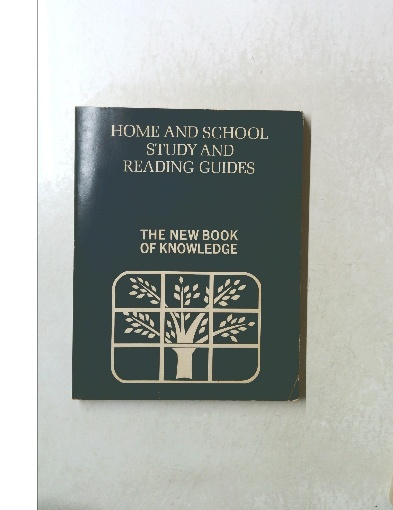 HOME AND SCHOOL
STUDY AND
READING GUIDES
THE NEW BOOK
OF KNOWLEDGE